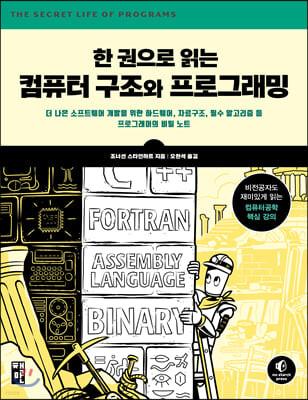 THE SECRET LIFE OF PROGRAMS
한 권으로 읽는
컴퓨터 구조와 프로그래밍
더 나은 소프트웨어 개발을 위한 하드웨어, 자료구조, 필수 알고리즘 등
프로그래머의 비밀 노트
조너선 스타인하트 지음 | 오현석 옮김
비전공자도
재미있게 읽는
컴퓨터공학
핵심 강의
FORTRAN
ASSEMBLY
LANGUAGE
BINARY
책만
no starch
press